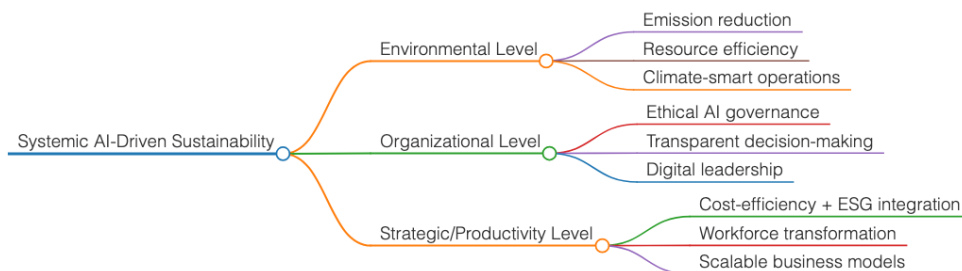 Emission reduction
Environmental Level
Resource efficiency
Climate-smart operations
Ethical AI governance
Systemic AI-Driven Sustainability
Organizational Level
Transparent decision-making
Digital leadership
Cost-efficiency + ESG integration
Strategic/Productivity Level
Workforce transformation
Scalable business models